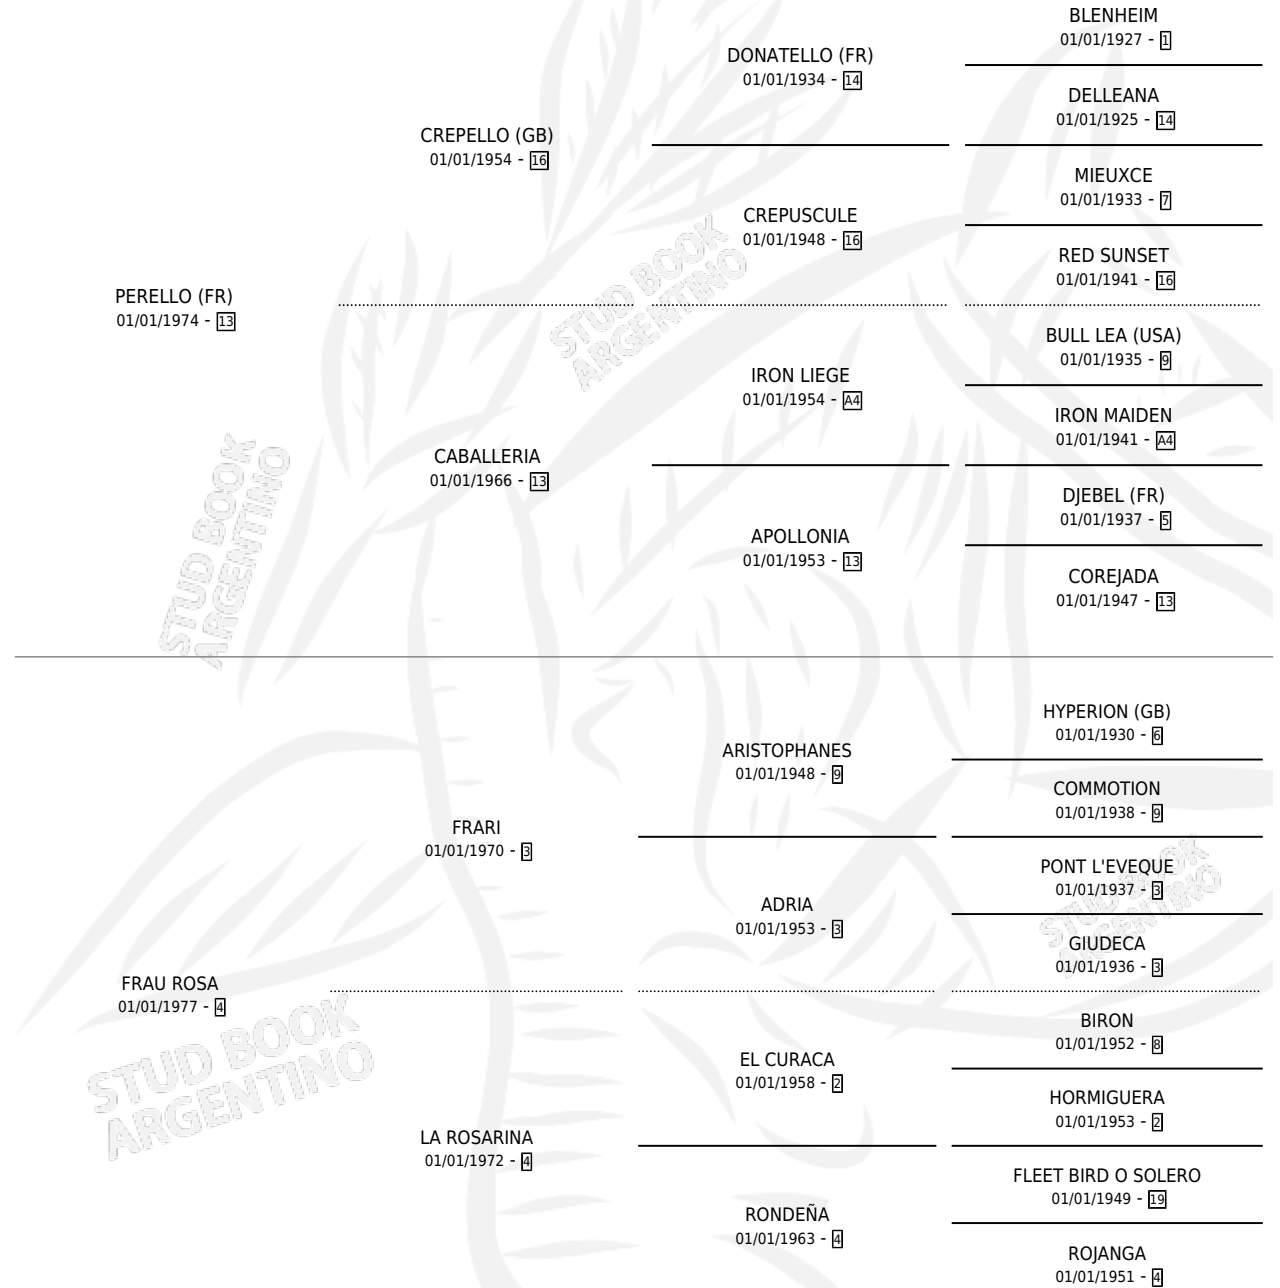 BLENHEIM
01/01/1927 - 1
DONATELLO (FR)
01/01/1934 - 14
DELLEANA
01/01/1925 - 14
CREPELLO (GB)
01/01/1954 - 16
MIEUXCE
01/01/1933 - 7
CREPUSCULE
01/01/1948 - 16
RED SUNSET
01/01/1941 - 16
PERELLO (FR)
01/01/1974 - 13
STUD BOOK
ARGENTINO
BULL LEA (USA)
01/01/1935 - 9
IRON LIEGE
01/01/1954 - A4
IRON MAIDEN
01/01/1941 - A4
CABALLERIA
01/01/1966 - 13
DJEBEL (FR)
01/01/1937 - 5
APOLLONIA
01/01/1953 - 13
COREJADA
01/01/1947 - 13
STUD BOOK
ARGENTINO
HYPERION (GB)
01/01/1930 - 6
ARISTOPHANES
01/01/1948 - 9
COMMOTION
01/01/1938 - 9
FRARI
01/01/1970 - 3
PONT L'EVEQUE
01/01/1937 - 3
ADRIA
01/01/1953 - 3
GIUDECA
01/01/1936 - 3
STUD BOOK
ARGENTINO
FRAU ROSA
01/01/1977 - 4
BIRON
01/01/1952 - 8
EL CURACA
01/01/1958 - 2
HORMIGUERA
01/01/1953 - 2
STUD BOOK
ARGENTINO
LA ROSARINA
01/01/1972 - 4
FLEET BIRD O SOLERO
01/01/1949 - 19
RONDEÑA
01/01/1963 - 4
ROJANGA
01/01/1951 - 4